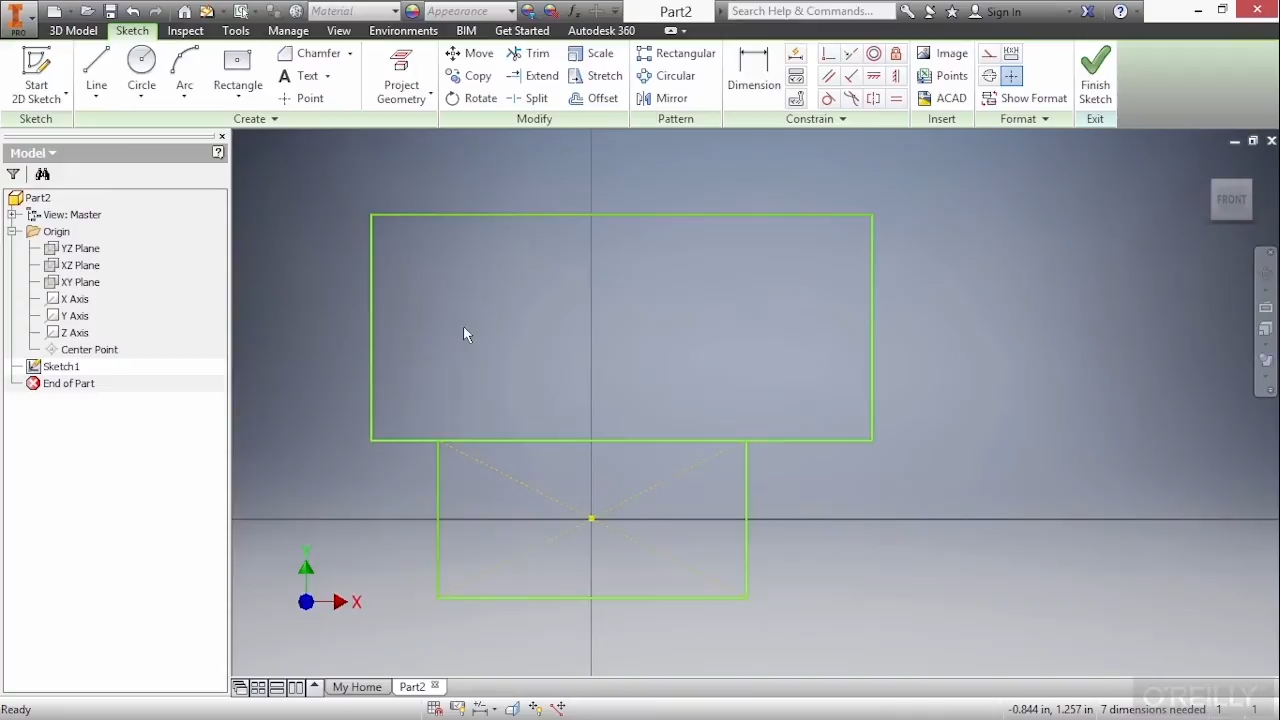 PRO
Material
Appearance
Part2
Search Help & Commands...
Sign In
3D Model
Sketch
Inspect
Tools
Manage
View
Environments
BIM
Get Started
Autodesk 360
Start
2D Sketch
Sketch
Line
Circle
Arc
Rectangle
Chamfer
Text
Point
Create
Project
Geometry
Move
Copy
Rotate
Trim
Extend
Split
Scale
Stretch
Offset
Modify
Rectangular
Circular
Mirror
Pattern
Dimension
Constrain
Image
Points
ACAD
Insert
Show Format
Format
Finish
Sketch
Exit
Model
Part2
View: Master
Origin
YZ Plane
XZ Plane
XY Plane
X Axis
Y Axis
Z Axis
Center Point
Sketch1
End of Part
FRONT
Y
X
My Home
Part2
Ready
-0.844 in, 1.257 in
7 dimensions needed
1
1
O'REILLY